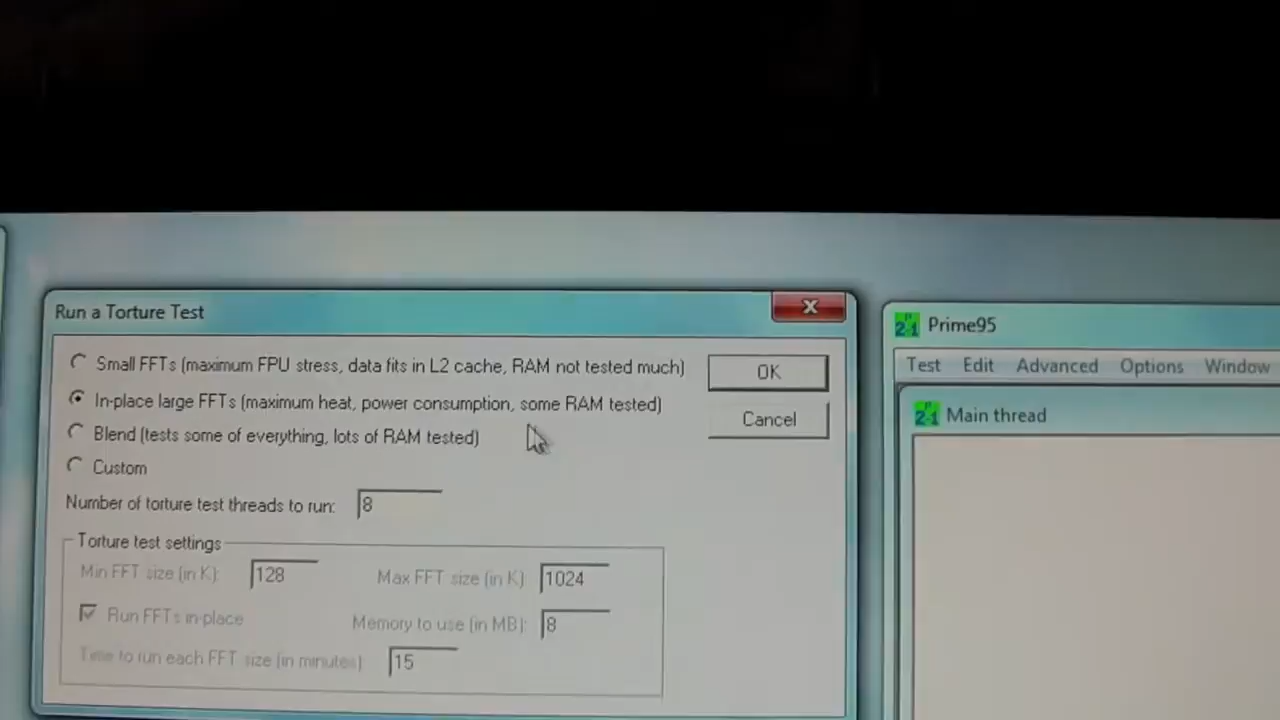 Run a Torture Test
Small FFTs (maximum FPU stress, data fits in L2 cache, RAM not tested much)
In-place large FFTs (maximum heat, power consumption, some RAM tested)
Blend (tests some of everything, lots of RAM tested)
Custom
Number of torture test threads to run: 8
Torture test settings
Min FFT size (in K): 128 Max FFT size (in K) 1024
Run FFTs in-place Memory to use (in MB): 8
Time to run each FFT size (in minutes) 15
OK
Cancel
Prime95
Test Edit Advanced Options Window
Main thread